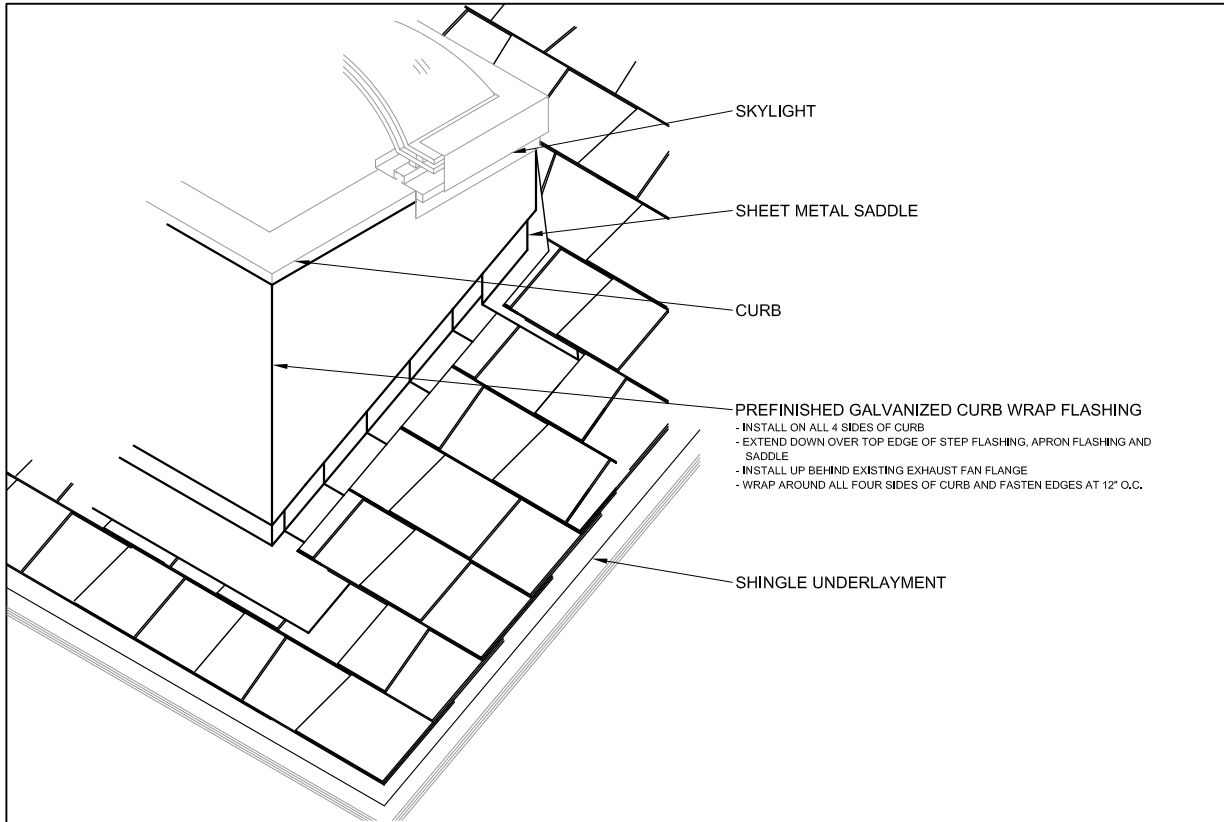 SKYLIGHT
SHEET METAL SADDLE
CURB
PREFINISHED GALVANIZED CURB WRAP FLASHING
- INSTALL ON ALL 4 SIDES OF CURB
- EXTEND DOWN OVER TOP EDGE OF STEP FLASHING, APRON FLASHING AND
SADDLE
- INSTALL UP BEHIND EXISTING EXHAUST FAN FLANGE
- WRAP AROUND ALL FOUR SIDES OF CURB AND FASTEN EDGES AT 12" O.C.
SHINGLE UNDERLAYMENT